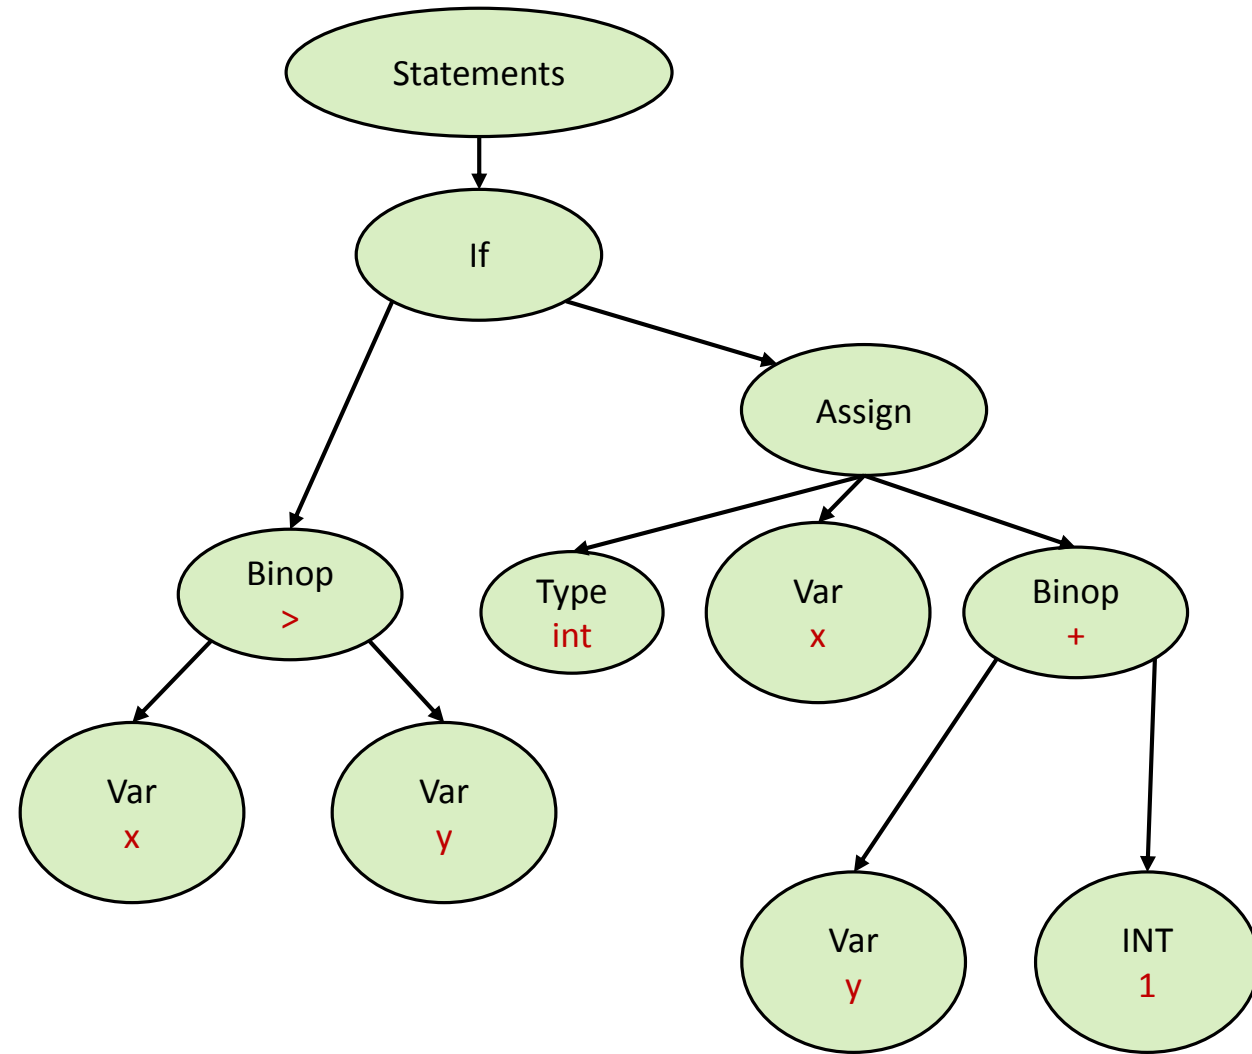 Statements
If
Assign
Binop
>
Type
int
Var
x
Binop
+
Var
x
Var
y
Var
y
INT
1